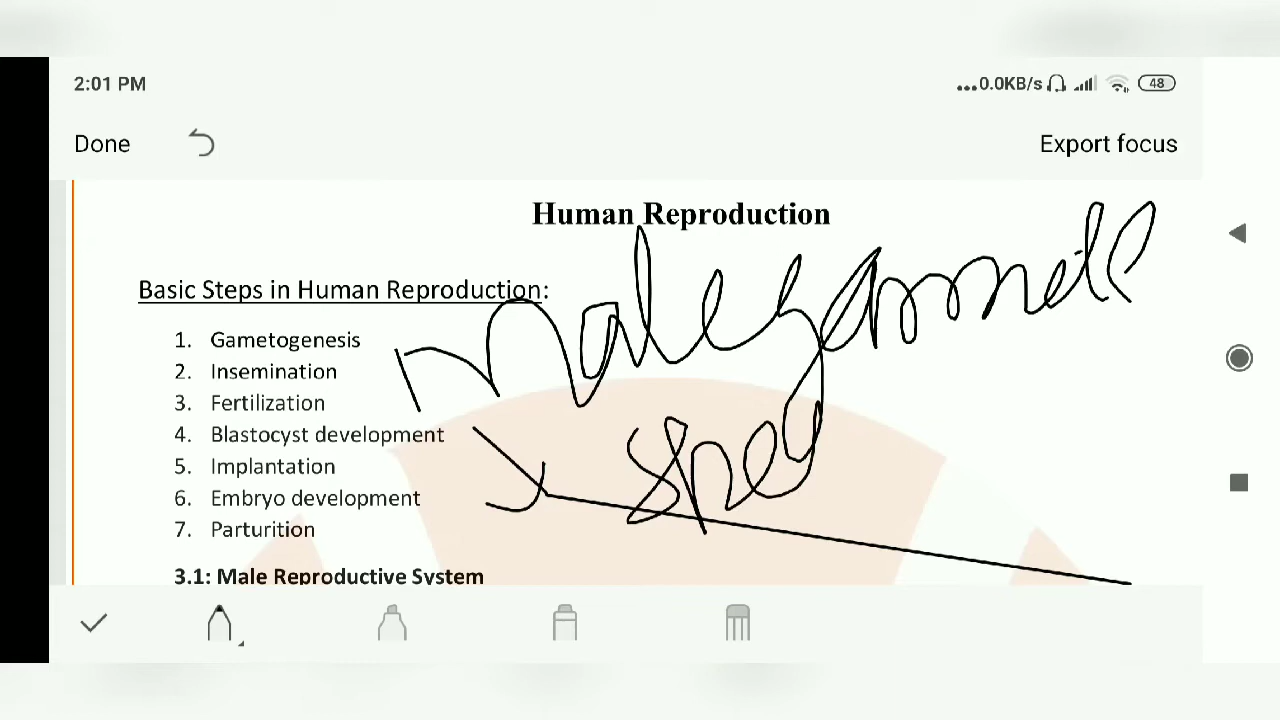 2:01 PM ...0.0KB/s 48
Done Export focus
Human Reproduction
Basic Steps in Human Reproduction:
1. Gametogenesis
2. Insemination
3. Fertilization
4. Blastocyst development
5. Implantation
6. Embryo development
7. Parturition
3.1: Male Reproductive System
Male